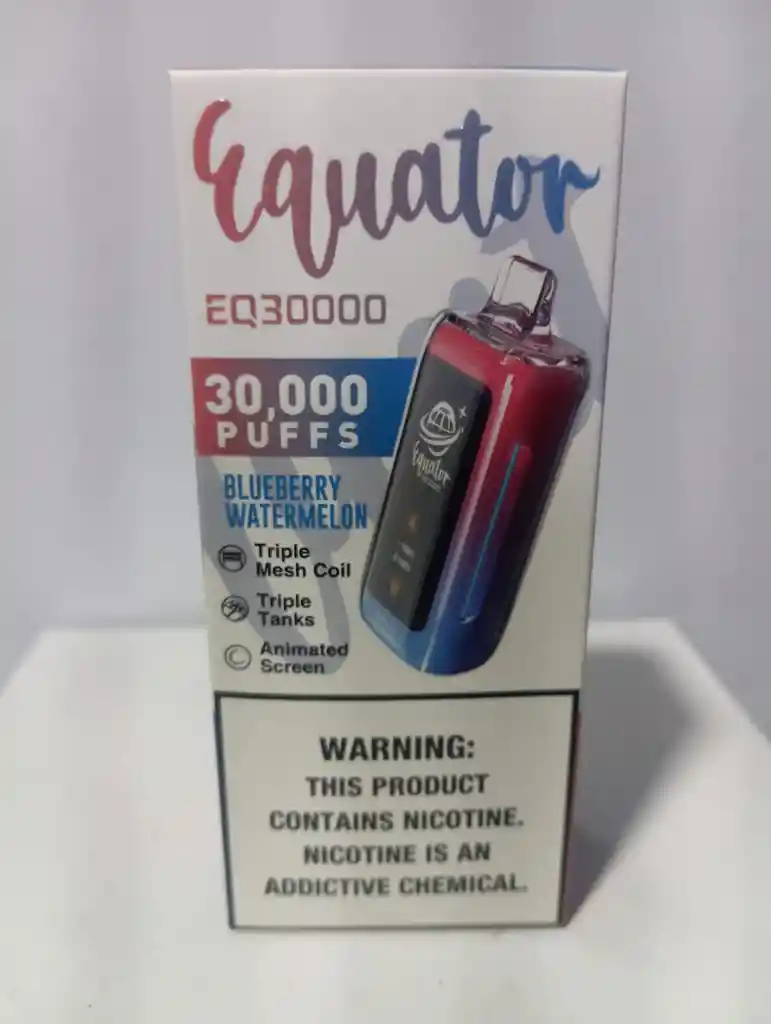 Equator
EQ30000
30,000
PUFFS
BLUEBERRY
WATERMELON
Triple
Mesh Coil
Triple
Tanks
Animated
Screen
Equator
WARNING:
THIS PRODUCT
CONTAINS NICOTINE.
NICOTINE IS AN
ADDICTIVE CHEMICAL.